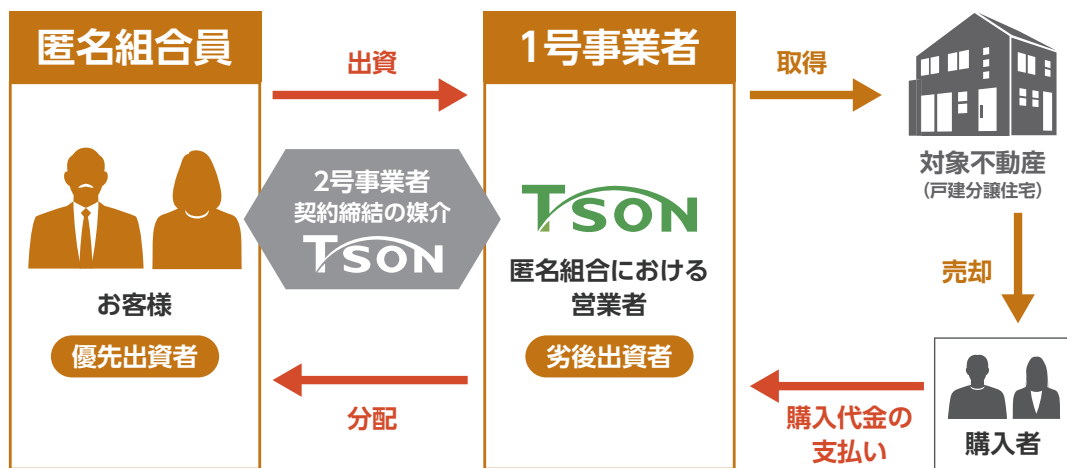 匿名組合員
お客様
優先出資者
出資
2号事業者
契約締結の媒介
TSON
分配
1号事業者
TSON
匿名組合における
営業者
劣後出資者
取得
対象不動産
(戸建分譲住宅)
売却
購入者
購入代金の
支払い